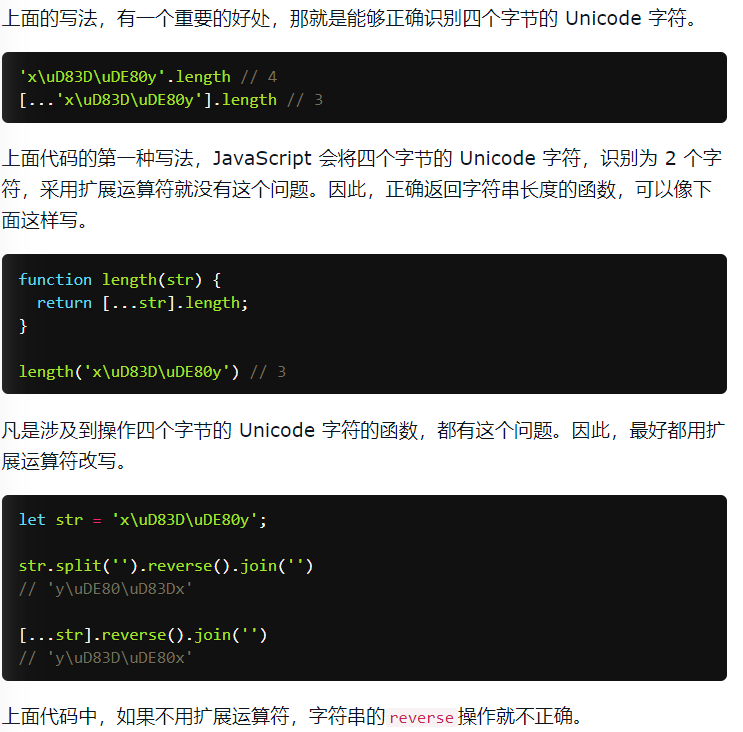 上面的写法，有一个重要的好处，那就是能够正确识别四个字节的 Unicode 字符。
'x\uD83D\uDE80y'.length // 4
[...'x\uD83D\uDE80y'].length // 3
上面代码的第一种写法，JavaScript 会将四个字节的 Unicode 字符，识别为 2 个字
符，采用扩展运算符就没有这个问题。因此，正确返回字符串长度的函数，可以像下
面这样写。
function length(str) {
  return [...str].length;
}
length('x\uD83D\uDE80y') // 3
凡是涉及到操作四个字节的 Unicode 字符的函数，都有这个问题。因此，最好都用扩
展运算符改写。
let str = 'x\uD83D\uDE80y';
str.split('').reverse().join('')
// 'y\uDE80\uD83Dx'
[...str].reverse().join('')
// 'y\uD83D\uDE80x'
上面代码中，如果不用扩展运算符，字符串的reverse操作就不正确。